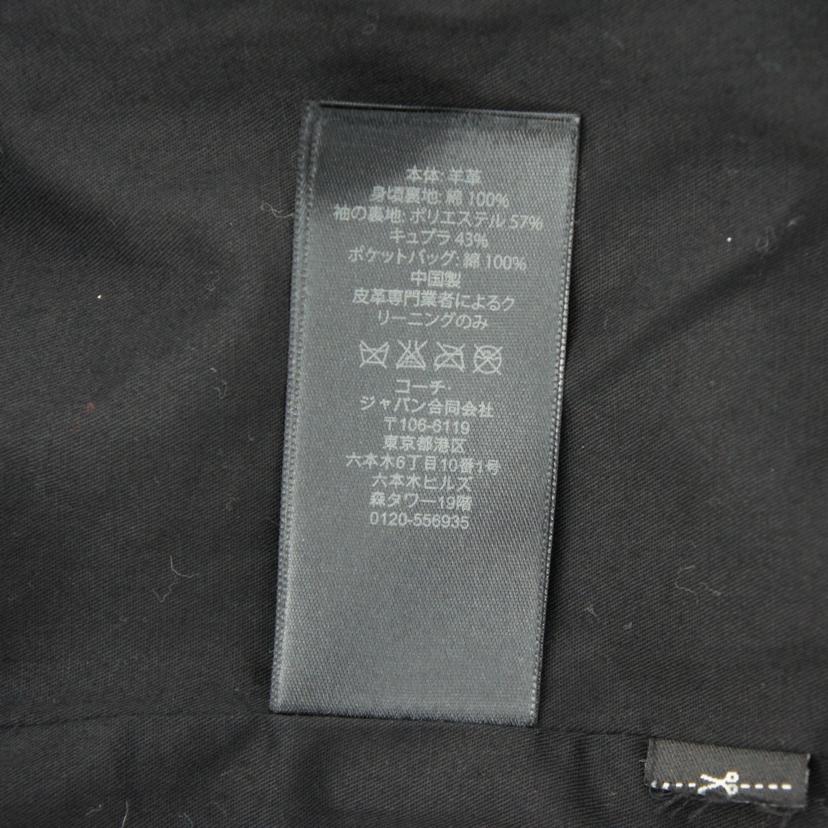 本体: 羊革
身頃裏地: 綿 100%
袖の裏地: ポリエステル 57%
キュプラ 43%
ポケットバッグ: 綿 100%
中国製
皮革専門業者によるク
リーニングのみ
コーチ·
ジャパン合同会社
〒106-6119
東京都港区
六本木6丁目10番1号
六本木ヒルズ
森タワー19階
0120-556935